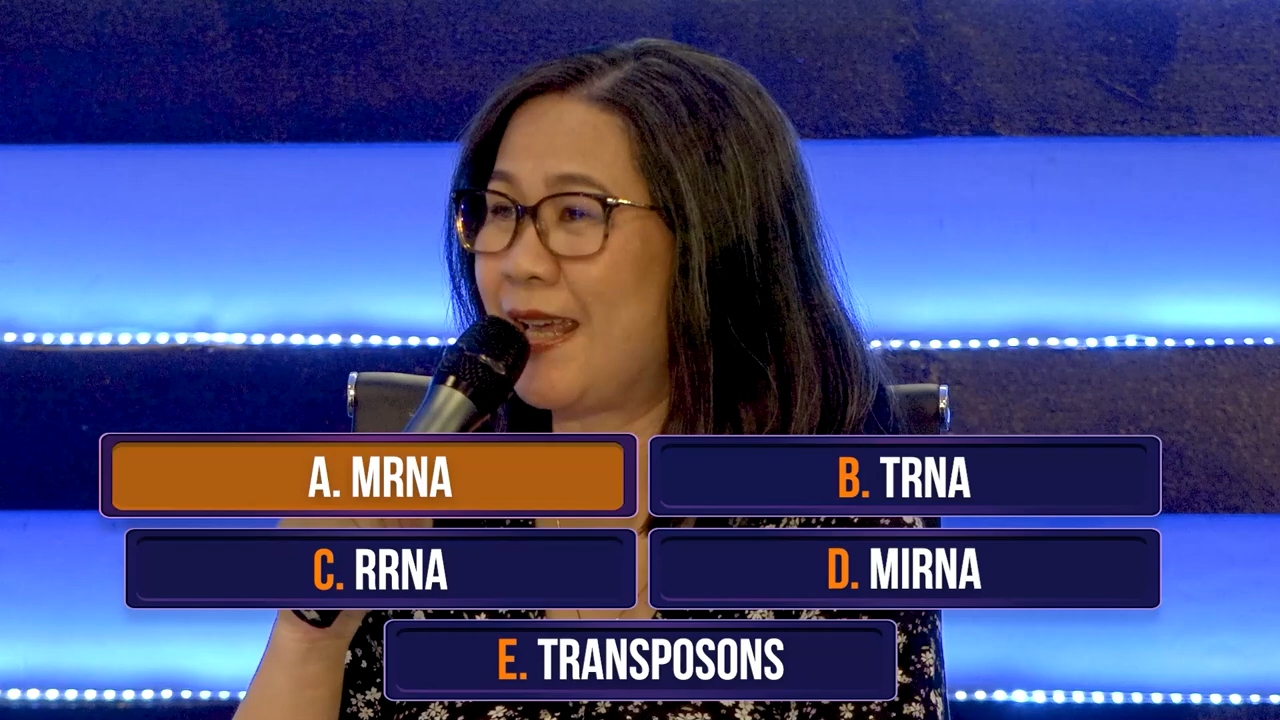 A. MRNA
B. TRNA
C. RRNA
D. MIRNA
E. TRANSPOSONS